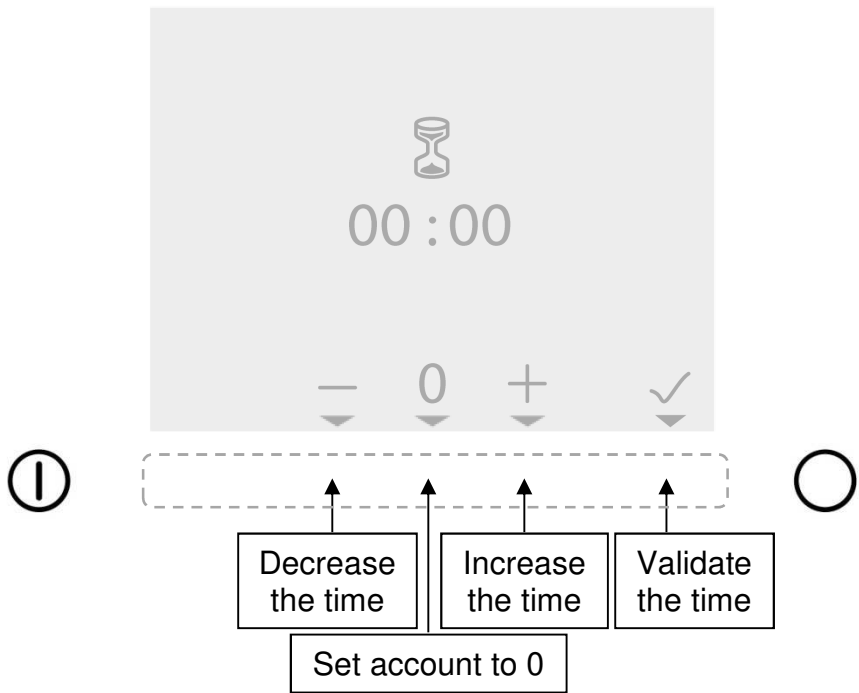 00 : 00
— 0 + ✓
Decrease
the time
Increase
the time
Validate
the time
Set account to 0